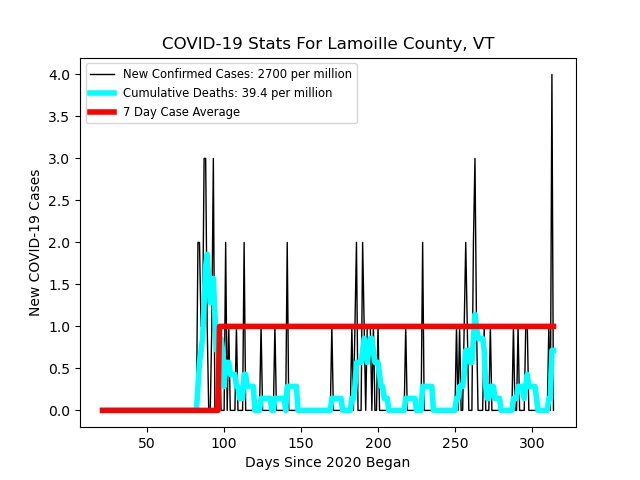 COVID-19 Stats For Lamoille County, VT
New Confirmed Cases: 2700 per million
Cumulative Deaths: 39.4 per million
7 Day Case Average
New COVID-19 Cases
4.0
3.5
3.0
2.5
2.0
1.5
1.0
0.5
0.0
50 100 150 200 250 300
Days Since 2020 Began